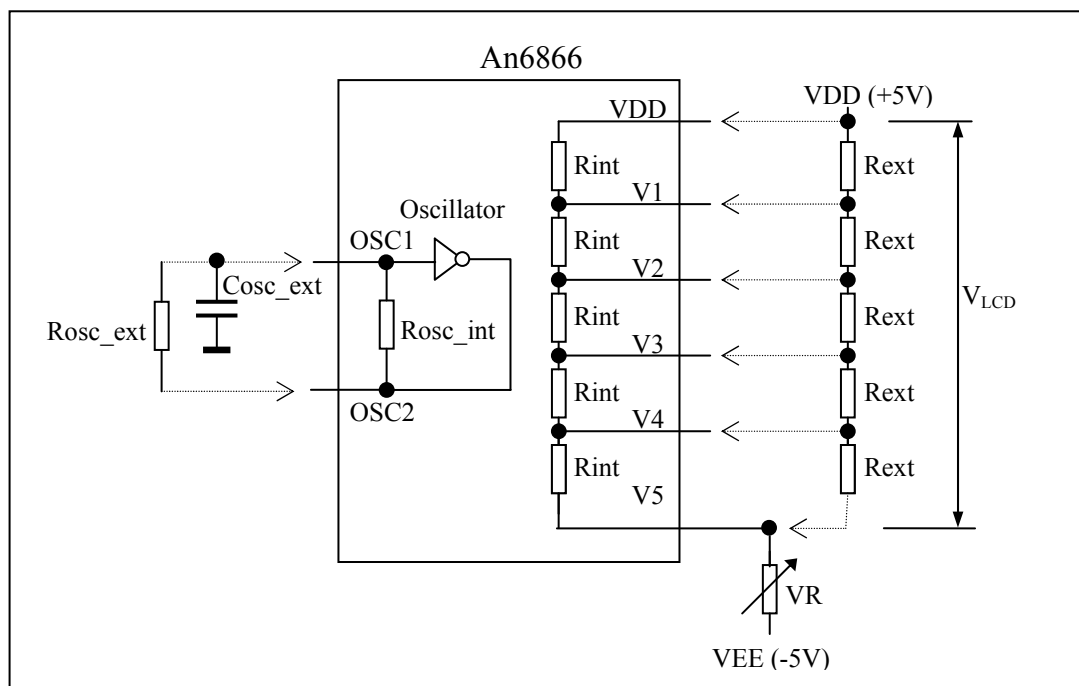 An6866
VDD
VDD (+5V)
Rint
Rext
V1
Oscillator
OSC1
Rint
Rext
V2
Cosc_ext
V_LCD
Rosc_ext
Rosc_int
Rint
Rext
V3
OSC2
Rint
Rext
V4
Rint
Rext
V5
VR
VEE (-5V)